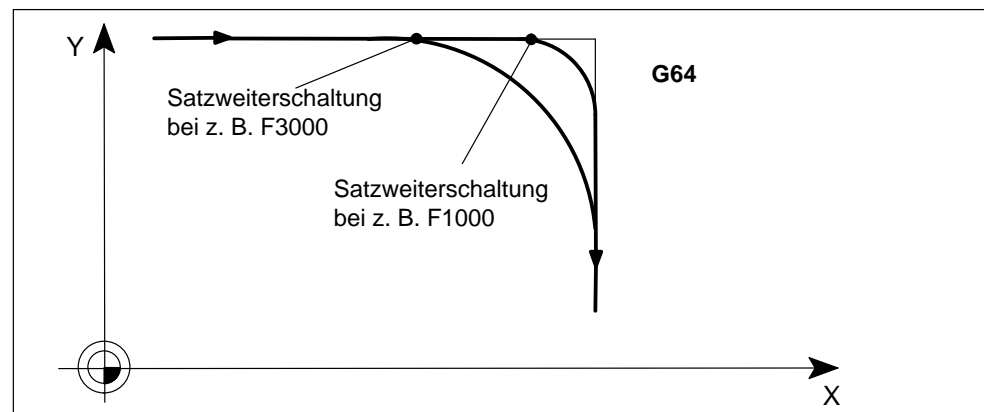 Y
G64
Satzweiterschaltung
bei z. B. F3000
Satzweiterschaltung
bei z. B. F1000
X